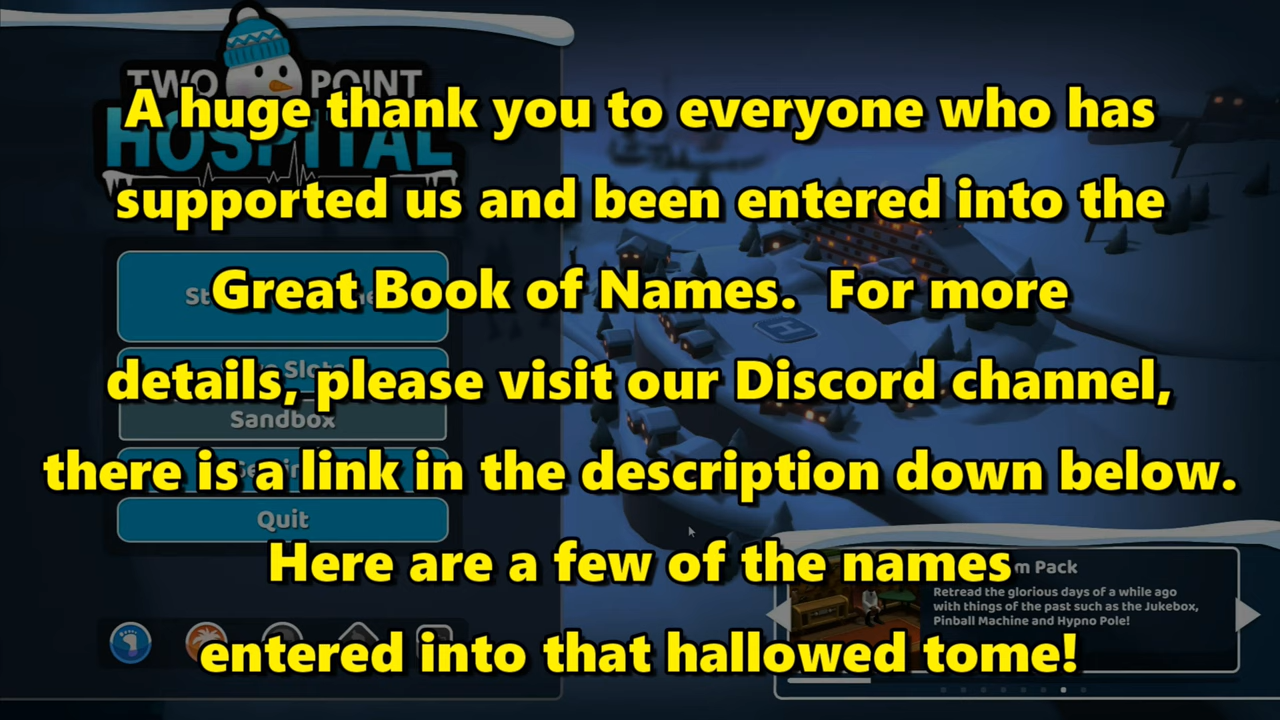 TWO POINT
HOSPITAL
A huge thank you to everyone who has
supported us and been entered into the
Great Book of Names.  For more
details, please visit our Discord channel,
there is a link in the description down below.
Here are a few of the names
entered into that hallowed tome!
Sandbox
Quit
Pack
Retread the glorious days of a while ago
with things of the past such as the Jukebox,
Pinball Machine and Hypno Pole!